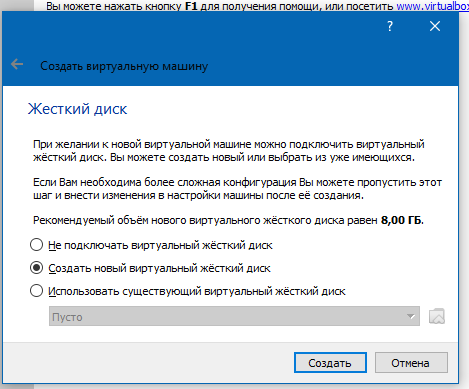 Вы можете нажать кнопку F1 для получения помощи, или посетить www.virtualbox
?
Создать виртуальную машину
Жесткий диск
При желании к новой виртуальной машине можно подключить виртуальный
жёсткий диск. Вы можете создать новый или выбрать из уже имеющихся.
Если Вам необходима более сложная конфигурация Вы можете пропустить этот
шаг и внести изменения в настройки машины после её создания.
Рекомендуемый объём нового виртуального жёсткого диска равен 8,00 ГБ.
Не подключать виртуальный жёсткий диск
Создать новый виртуальный жёсткий диск
Использовать существующий виртуальный жёсткий диск
Пусто
Создать
Отмена